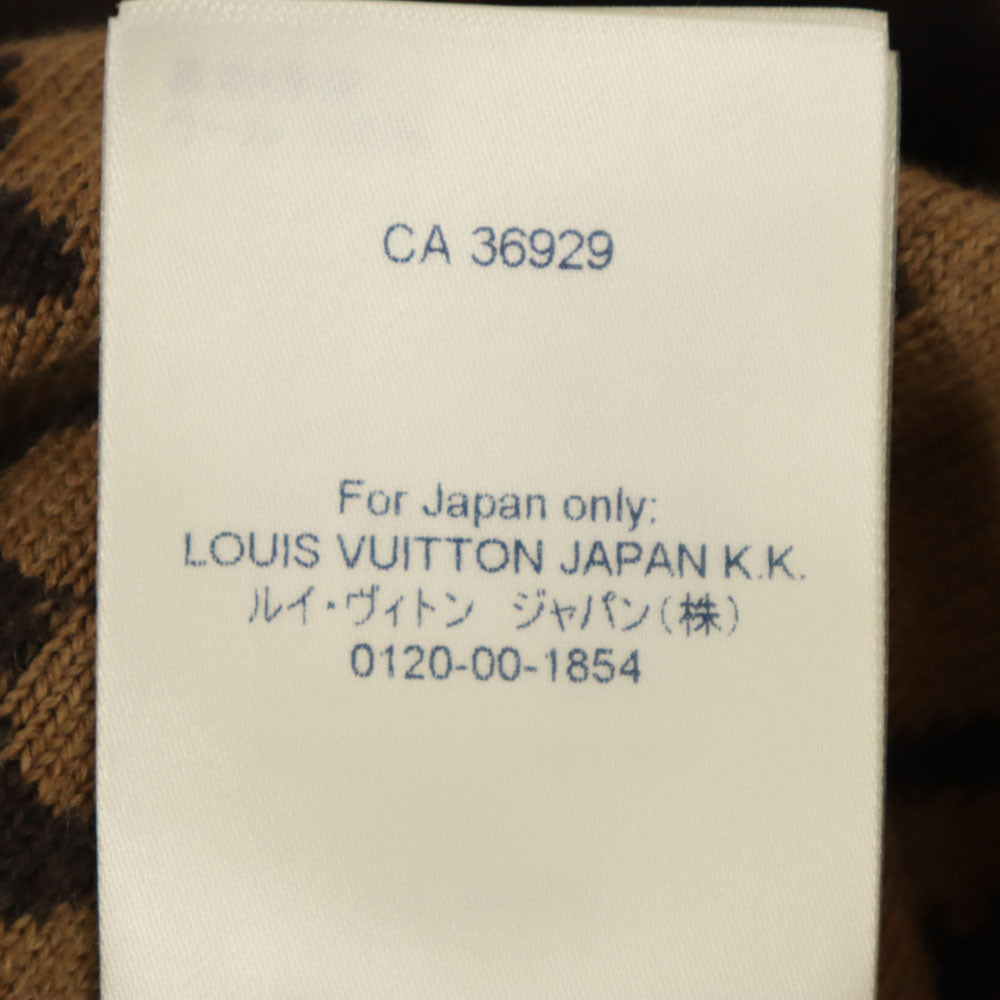 CA 36929
For Japan only:
LOUIS VUITTON JAPAN K.K.
ルイ・ヴィトン ジャパン(株)
0120-00-1854